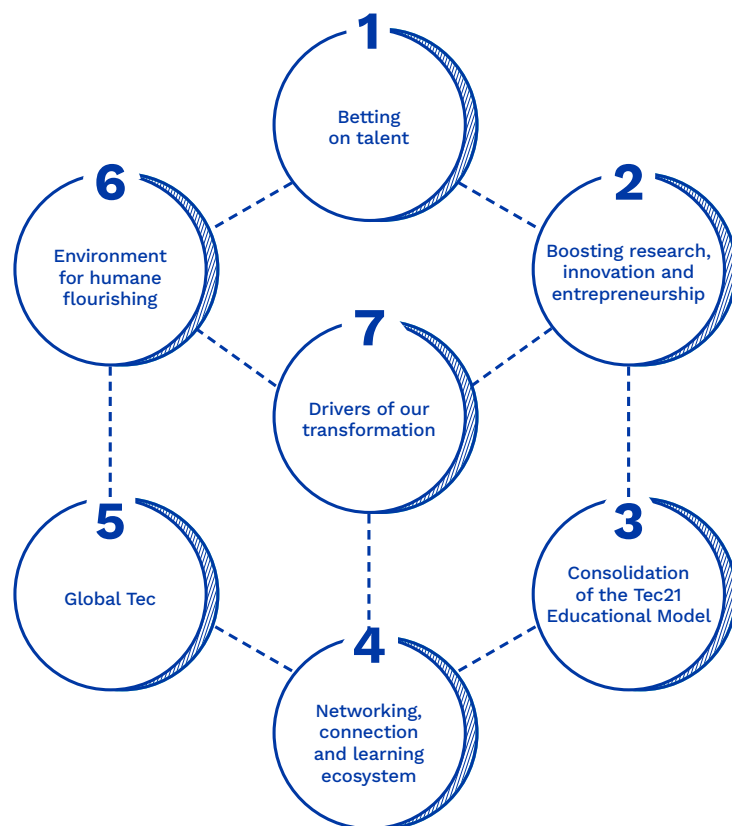 1
Betting
on talent
2
Boosting research,
innovation and
entrepreneurship
3
Consolidation
of the Tec21
Educational Model
4
Networking,
connection
and learning
ecosystem
5
Global Tec
6
Environment
for humane
flourishing
7
Drivers of our
transformation